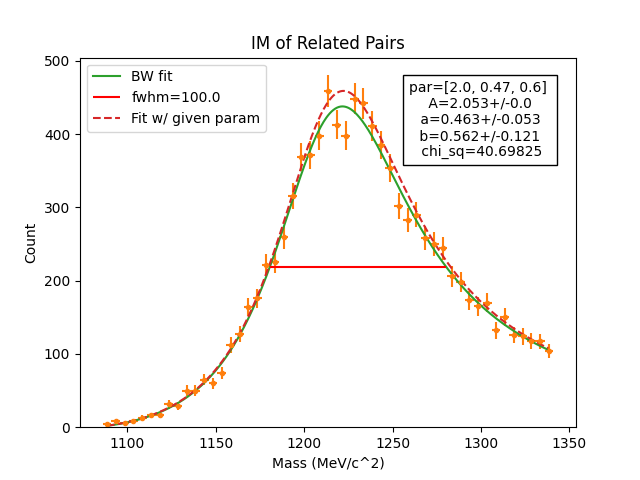 IM of Related Pairs
500
400
300
200
100
0
Count
BW fit
fwhm=100.0
Fit w/ given param
par=[2.0, 0.47, 0.6]
A=2.053+/-0.0
a=0.463+/-0.053
b=0.562+/-0.121
chi_sq=40.69825
1100 1150 1200 1250 1300 1350
Mass (MeV/c^2)